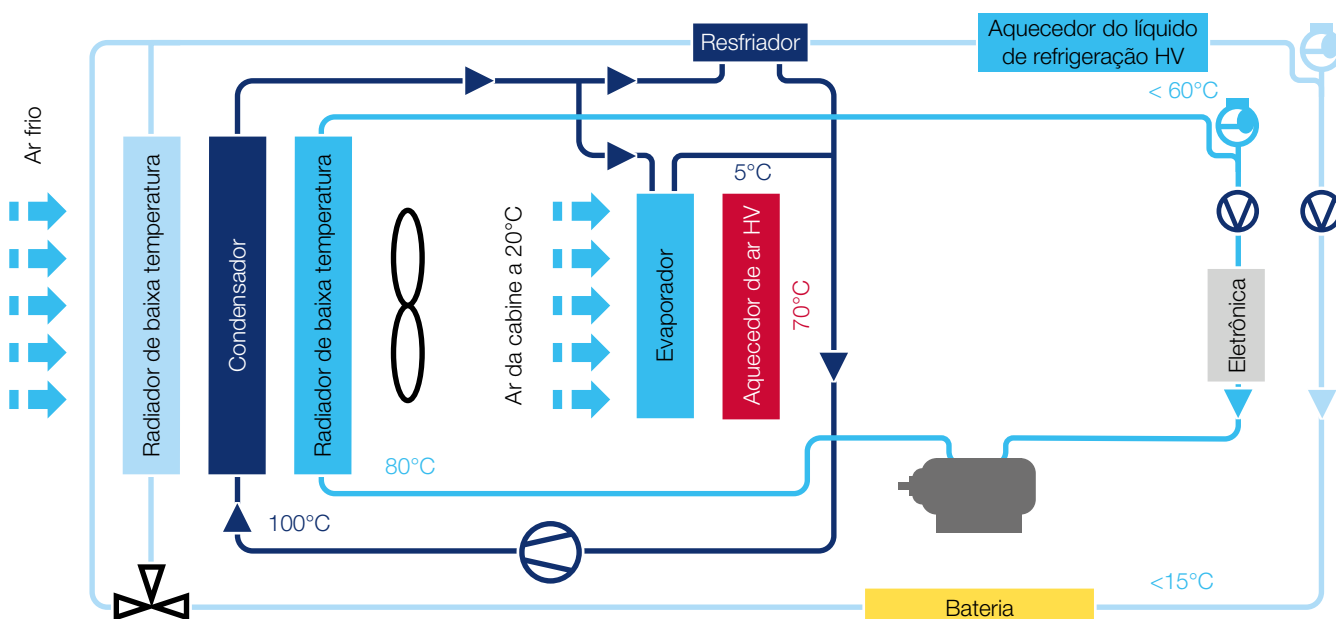 Resfriador
Aquecedor do líquido
de refrigeração HV
< 60°C
Ar frio
Radiador de baixa temperatura
Condensador
Radiador de baixa temperatura
Ar da cabine a 20°C
Evaporador
5°C
Aquecedor de ar HV
70°C
Eletrônica
80°C
100°C
<15°C
Bateria